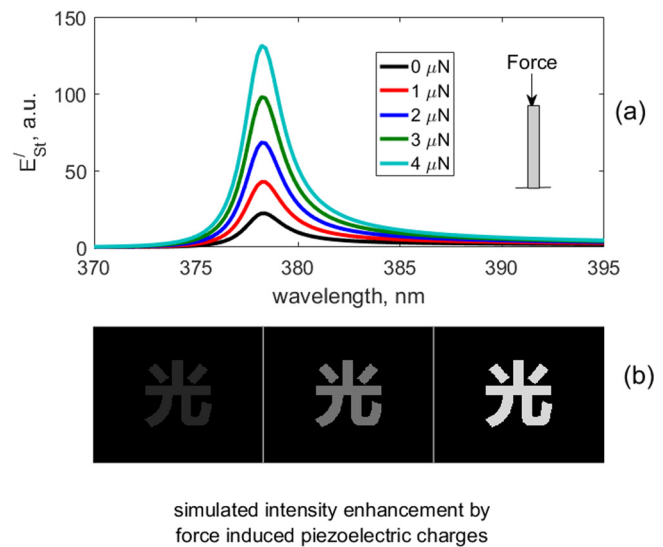 150
100
50
0
E/St, a.u.
0 μN
1 μN
2 μN
3 μN
4 μN
Force
(a)
370 375 380 385 390 395
wavelength, nm
光 光 光
(b)
simulated intensity enhancement by
force induced piezoelectric charges